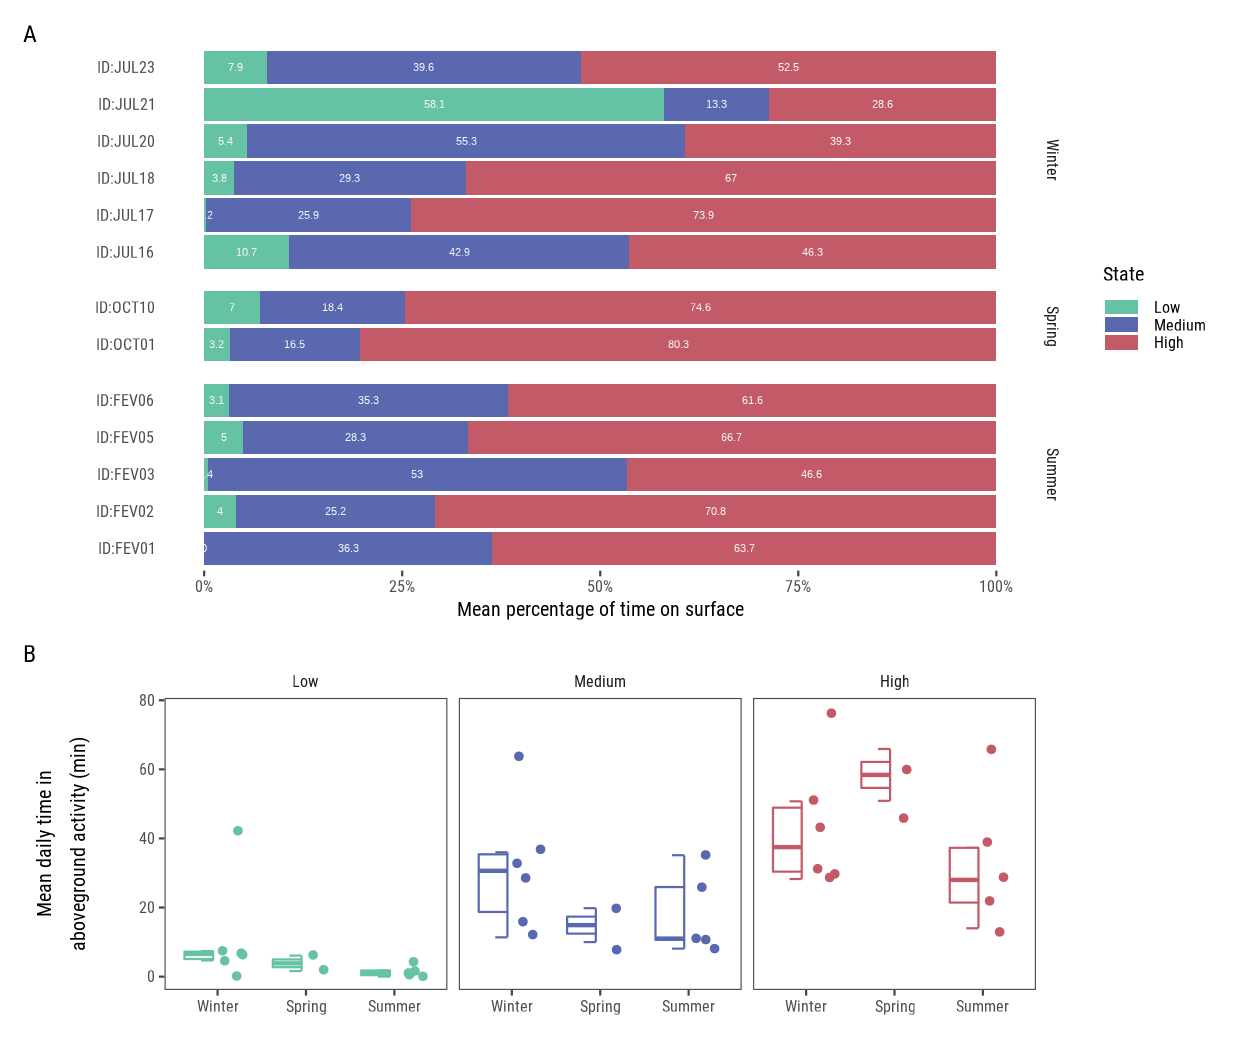 A
ID:JUL23 7.9 39.6 52.5
ID:JUL21 58.1 13.3 28.6
ID:JUL20 5.4 55.3 39.3
ID:JUL18 3.8 29.3 67
ID:JUL17 .2 25.9 73.9
ID:JUL16 10.7 42.9 46.3
Winter
ID:OCT10 7 18.4 74.6
ID:OCT01 3.2 16.5 80.3
Spring
ID:FEV06 3.1 35.3 61.6
ID:FEV05 5 28.3 66.7
ID:FEV03 .4 53 46.6
ID:FEV02 4 25.2 70.8
ID:FEV01 0 36.3 63.7
Summer
0% 25% 50% 75% 100%
Mean percentage of time on surface
State
Low
Medium
High
B
Low Medium High
Mean daily time in
aboveground activity (min)
80
60
40
20
0
Winter Spring Summer Winter Spring Summer Winter Spring Summer